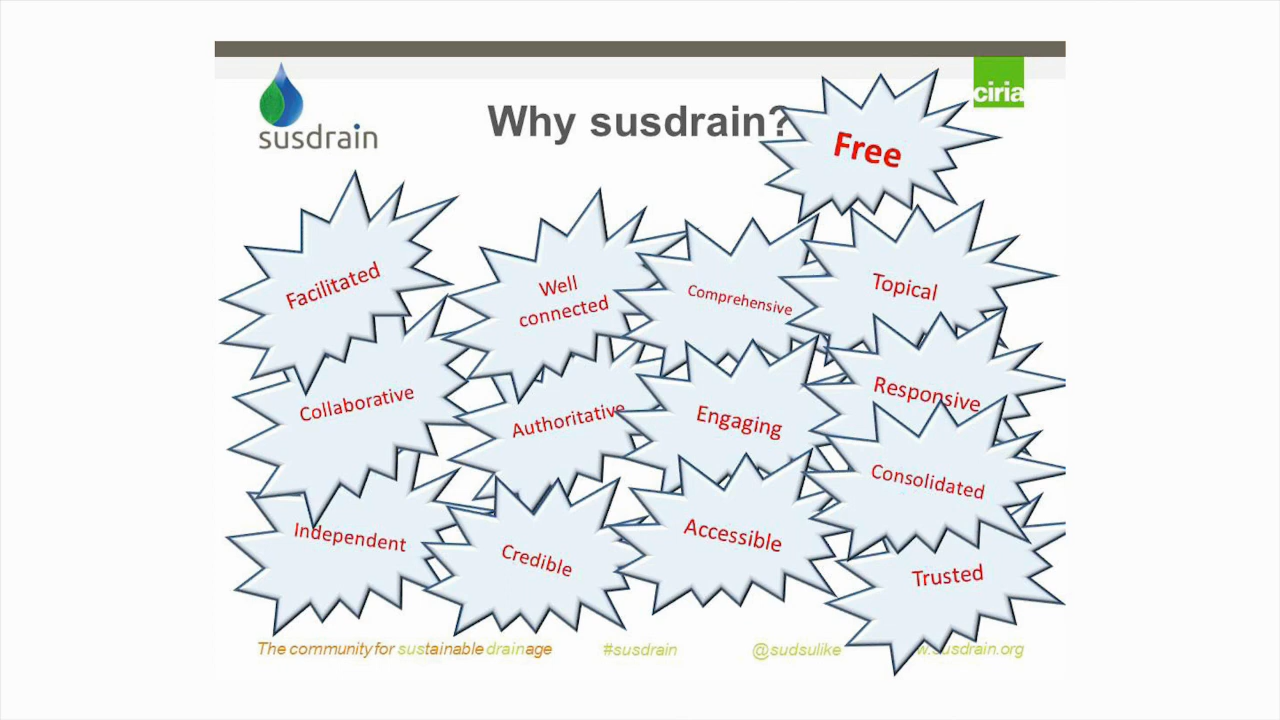 susdrain
ciria
Why susdrain?
Free
Facilitated
Well
connected
Comprehensive
Topical
Collaborative
Authoritative
Engaging
Responsive
Consolidated
Independent
Credible
Accessible
Trusted
The community for sustainable drainage
#susdrain
@sudsulike
w.susdrain.org